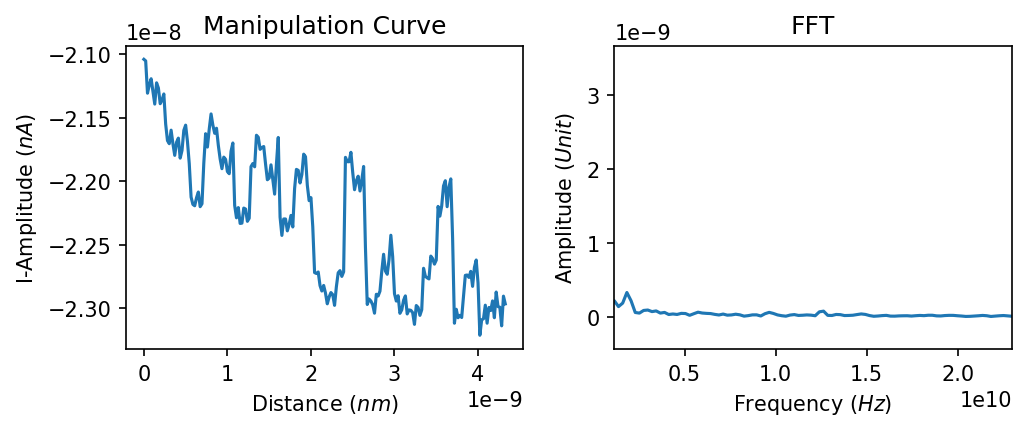 Manipulation Curve
1e−8
−2.10
−2.15
−2.20
−2.25
−2.30
I-Amplitude (nA)
0 1 2 3 4
1e−9
Distance (nm)
FFT
1e−9
3
2
1
0
Amplitude (Unit)
0.5 1.0 1.5 2.0
1e10
Frequency (Hz)